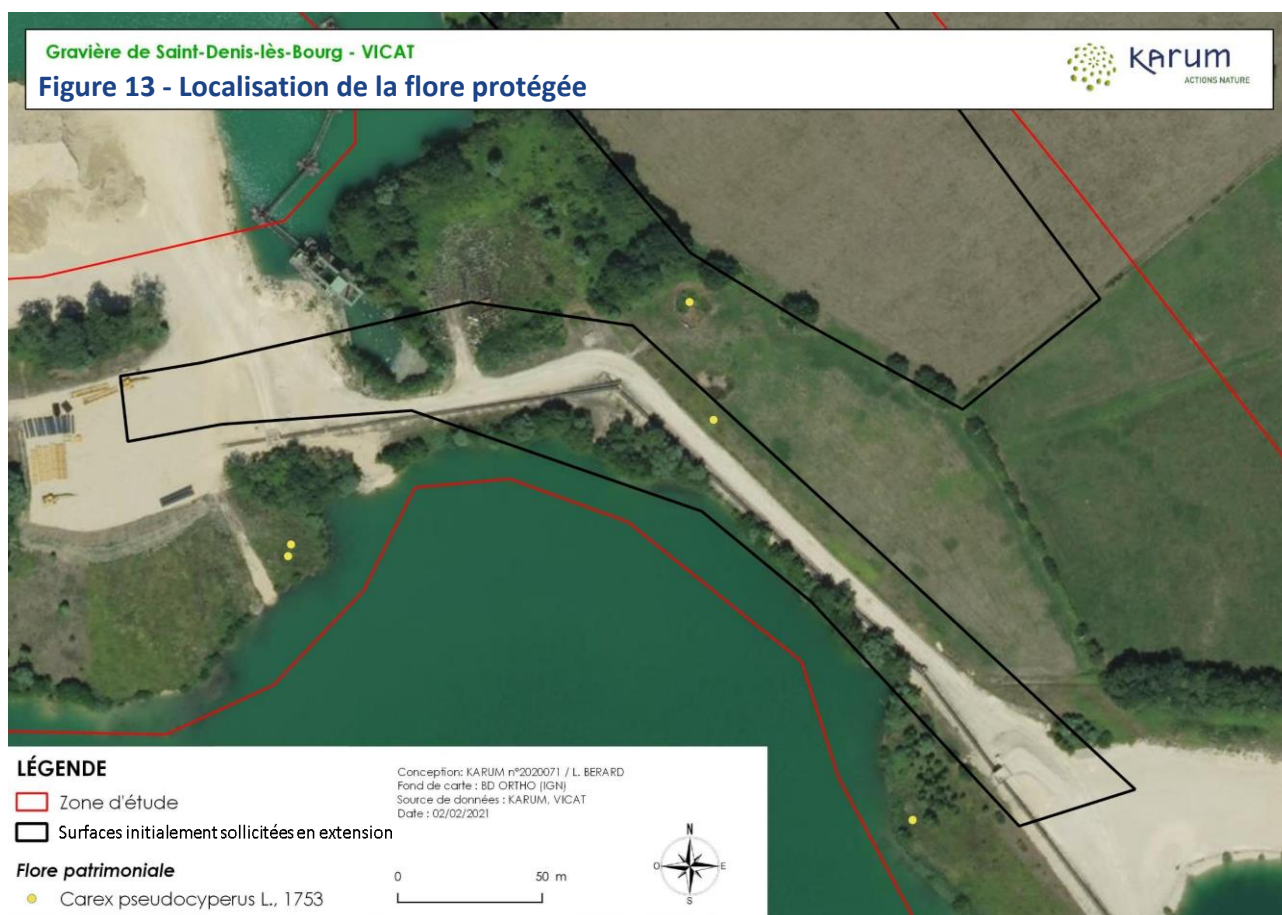 Gravière de Saint-Denis-lès-Bourg - VICAT
Figure 13 - Localisation de la flore protégée
KARUM
ACTIONS NATURE
LÉGENDE
Zone d'étude
Surfaces initialement sollicitées en extension
Flore patrimoniale
Carex pseudocyperus L., 1753
Conception: KARUM n°2020071 / L. BERARD
Fond de carte : BD ORTHO (IGN)
Source de données : KARUM, VICAT
Date : 02/02/2021
0 50 m
N
O E
S